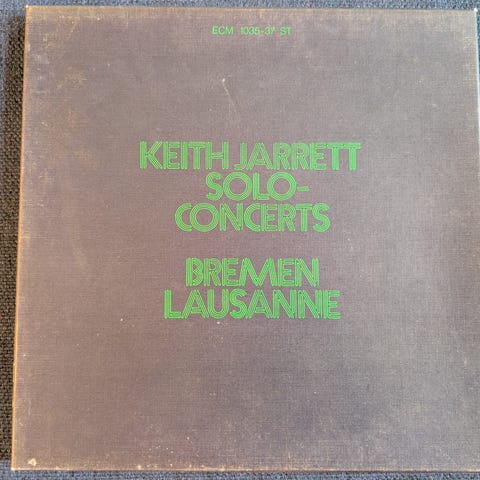 ECM 1035-37 ST
KEITH JARRETT
SOLO-
CONCERTS
BREMEN
LAUSANNE